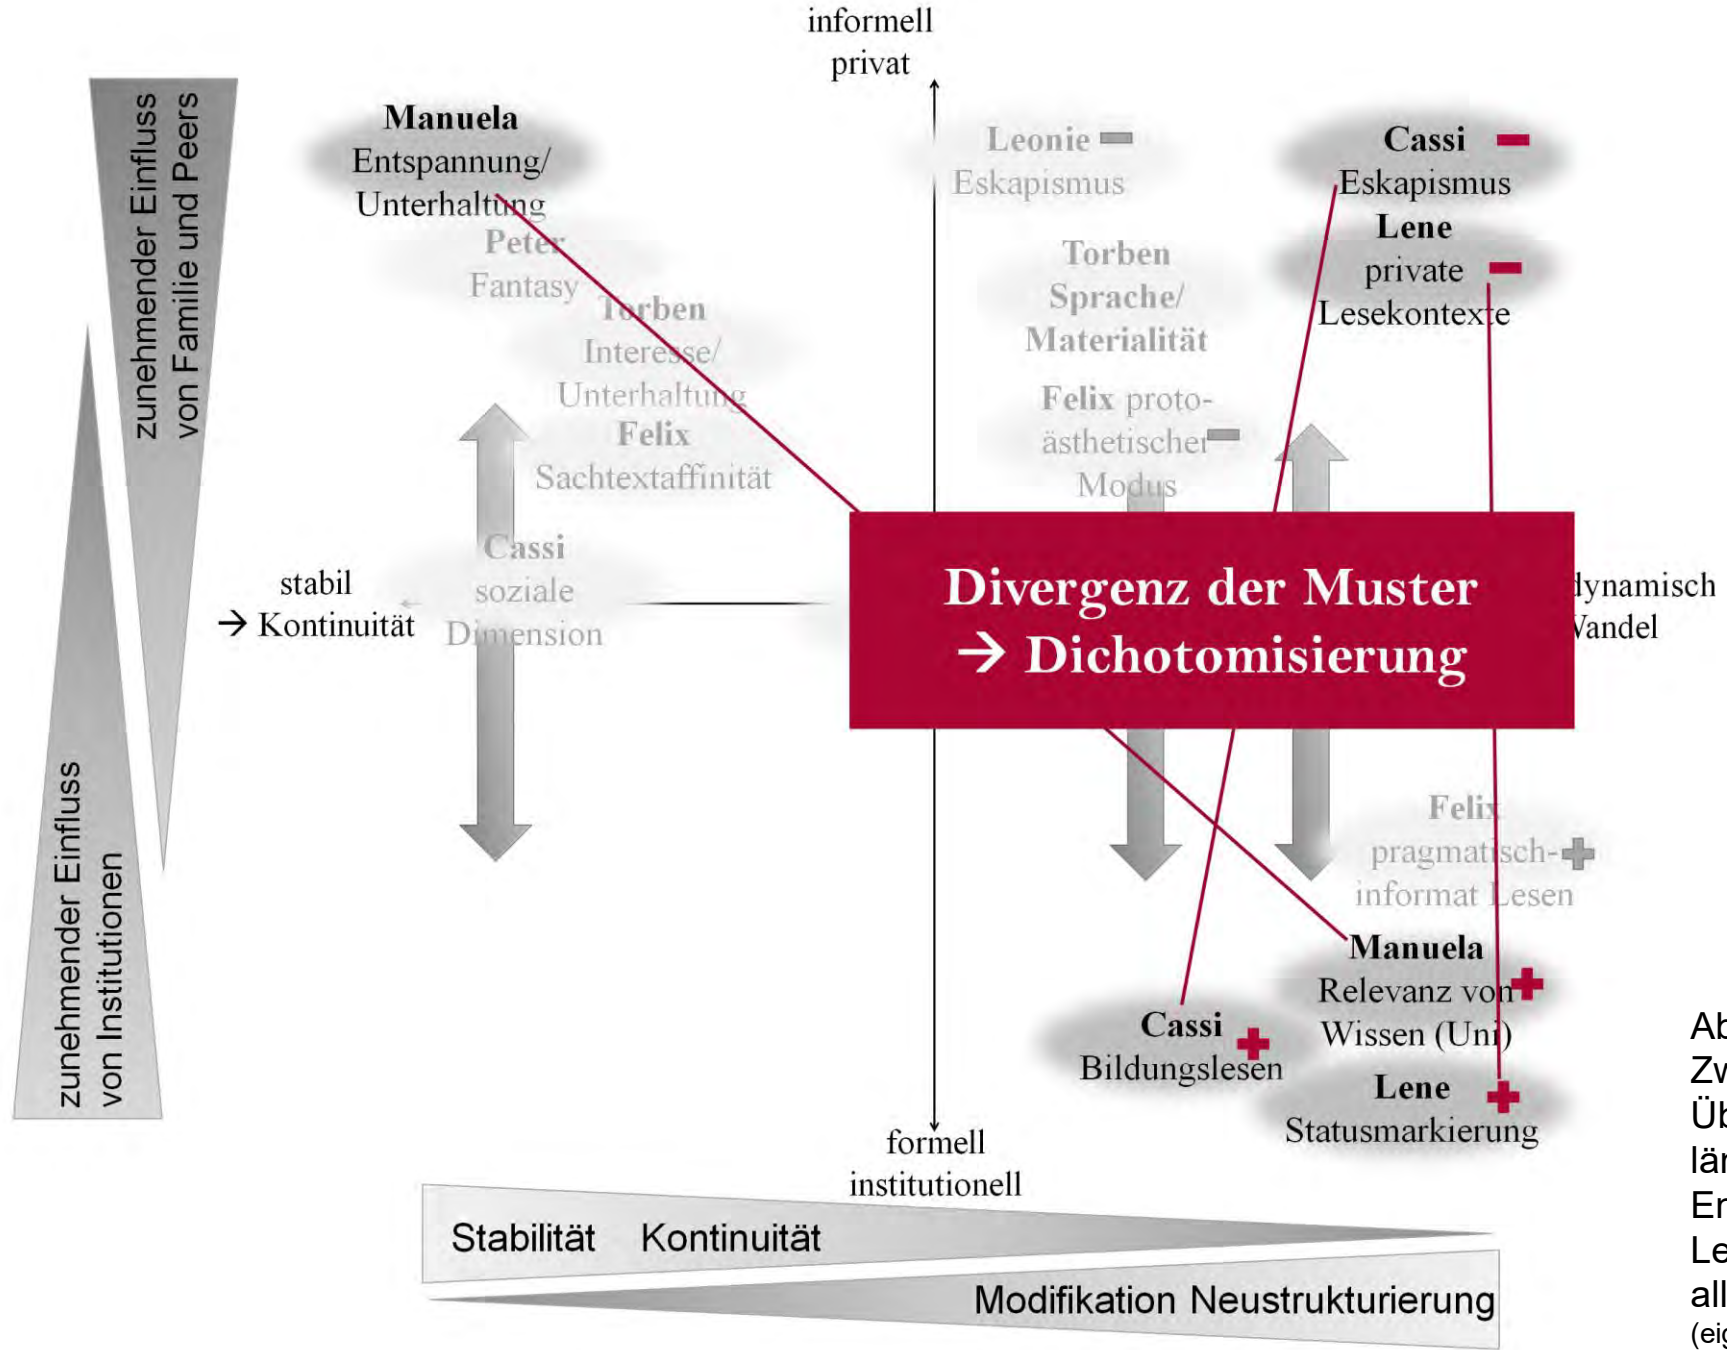 informell
privat
zunehmender Einfluss
von Familie und Peers
Manuela
Entspannung/
Unterhaltung
Peter
Fantasy
Torben
Interesse/
Unterhaltung
Felix
Sachtextaffinität
Leonie
Eskapismus
Torben
Sprache/
Materialität
Felix proto-
ästhetischer
Modus
Cassi
Eskapismus
Lene
private
Lesekontexte
stabil
→ Kontinuität
Cassi
soziale
Dimension
Divergenz der Muster
→ Dichotomisierung
dynamisch
Wandel
zunehmender Einfluss
von Institutionen
Felix
pragmatisch-
informat Lesen
Manuela
Relevanz von
Wissen (Uni)
Cassi
Bildungslesen
Lene
Statusmarkierung
formell
institutionell
Stabilität Kontinuität
Modifikation Neustrukturierung